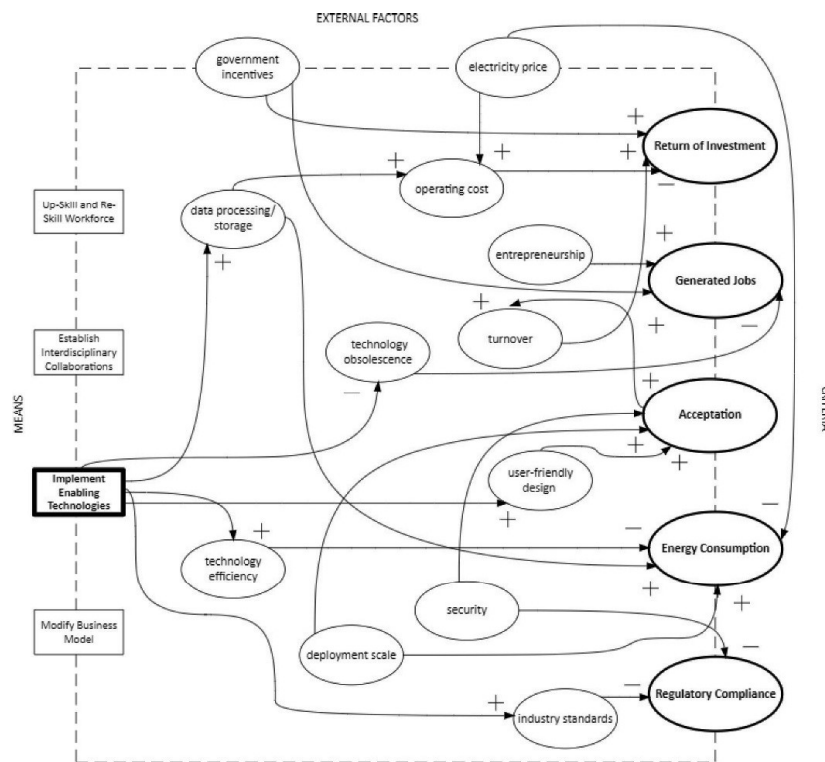 EXTERNAL FACTORS
government
incentives
electricity price
+
+
Return of Investment
+
+
+
operating cost
−
Up-Skill and Re-
Skill Workforce
data processing/
storage
+
+
entrepreneurship
Generated Jobs
+
+
−
Establish
Interdisciplinary
Collaborations
technology
obsolescence
turnover
−
+
Acceptation
MEANS
+
+
user-friendly
design
Implement
Enabling
Technologies
+
−
+
−
Energy Consumption
technology
efficiency
+
+
security
Modify Business
Model
deployment scale
−
−
Regulatory Compliance
+
industry standards